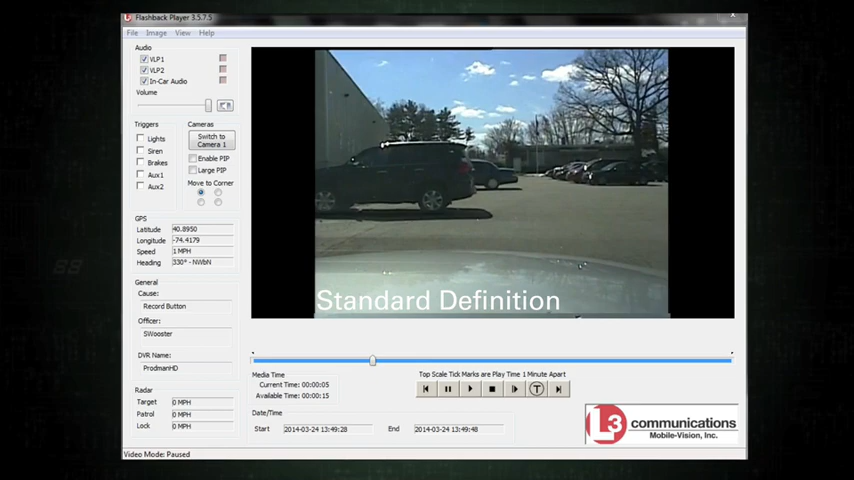 Flashback Player 3.5.7.5
File Image View Help
Audio
VLP1
VLP2
In-Car Audio
Volume
Triggers
Lights
Siren
Brakes
Aux1
Aux2
Cameras
Switch to
Camera 1
Enable PIP
Large PIP
Move to Corner
GPS
Latitude 40.8950
Longitude -74.4179
Speed 1 MPH
Heading 330° - NWbN
General
Cause:
Record Button
Officer:
SWooster
DVR Name:
ProdmanHD
Radar
Target 0 MPH
Patrol 0 MPH
Lock 0 MPH
Standard Definition
Media Time
Current Time: 00:00:05
Available Time: 00:00:15
Top Scale Tick Marks are Play Time 1 Minute Apart
T
Date/Time
Start 2014-03-24 13:49:28 End 2014-03-24 13:49:48
L3 communications
Mobile-Vision, Inc.
Video Mode: Paused